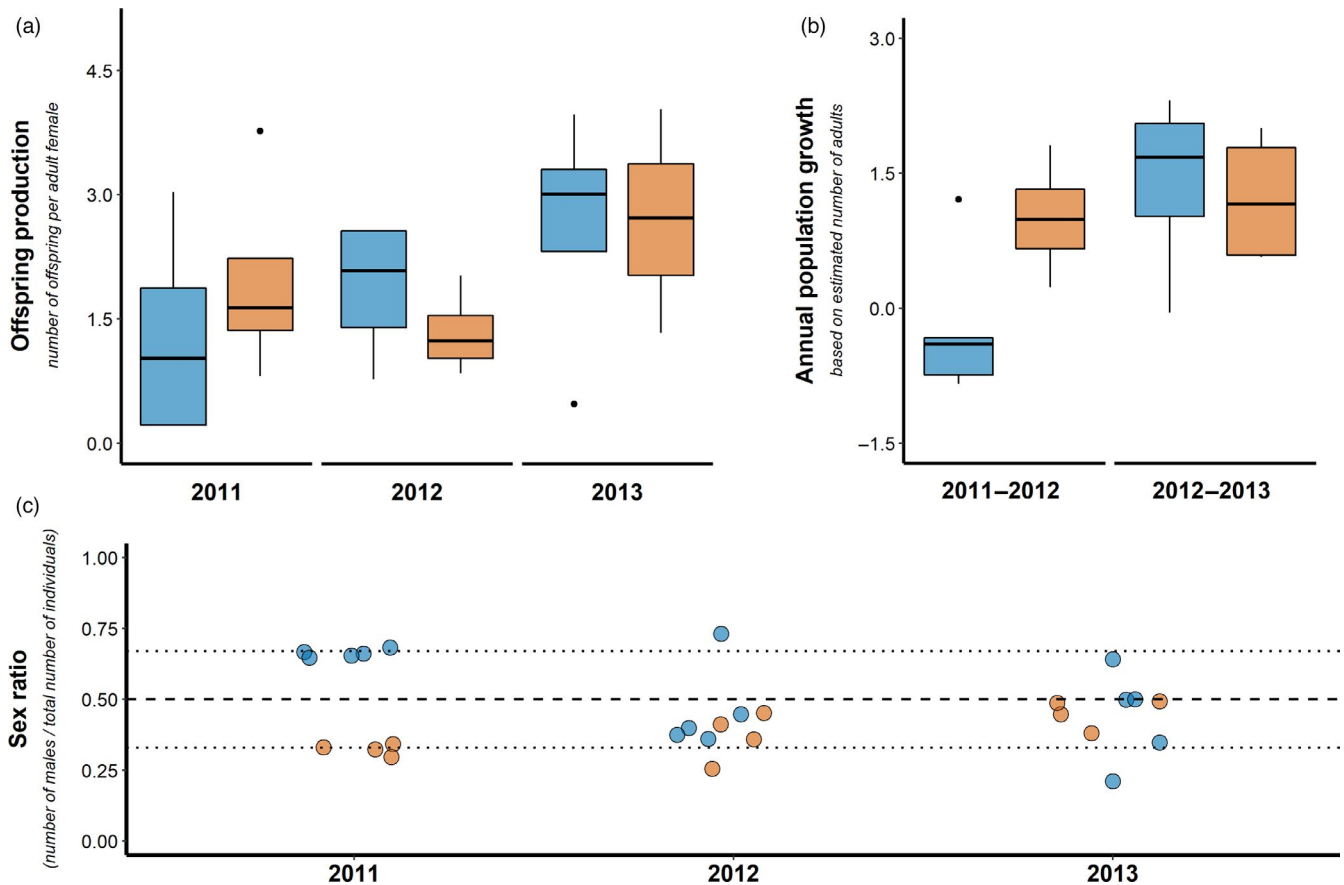 (a)
Offspring production
number of offspring per adult female
4.5
3.0
1.5
0.0
2011
2012
2013
(b)
Annual population growth
based on estimated number of adults
3.0
1.5
0.0
−1.5
2011–2012
2012–2013
(c)
Sex ratio
(number of males / total number of individuals)
1.00
0.75
0.50
0.25
0.00
2011
2012
2013